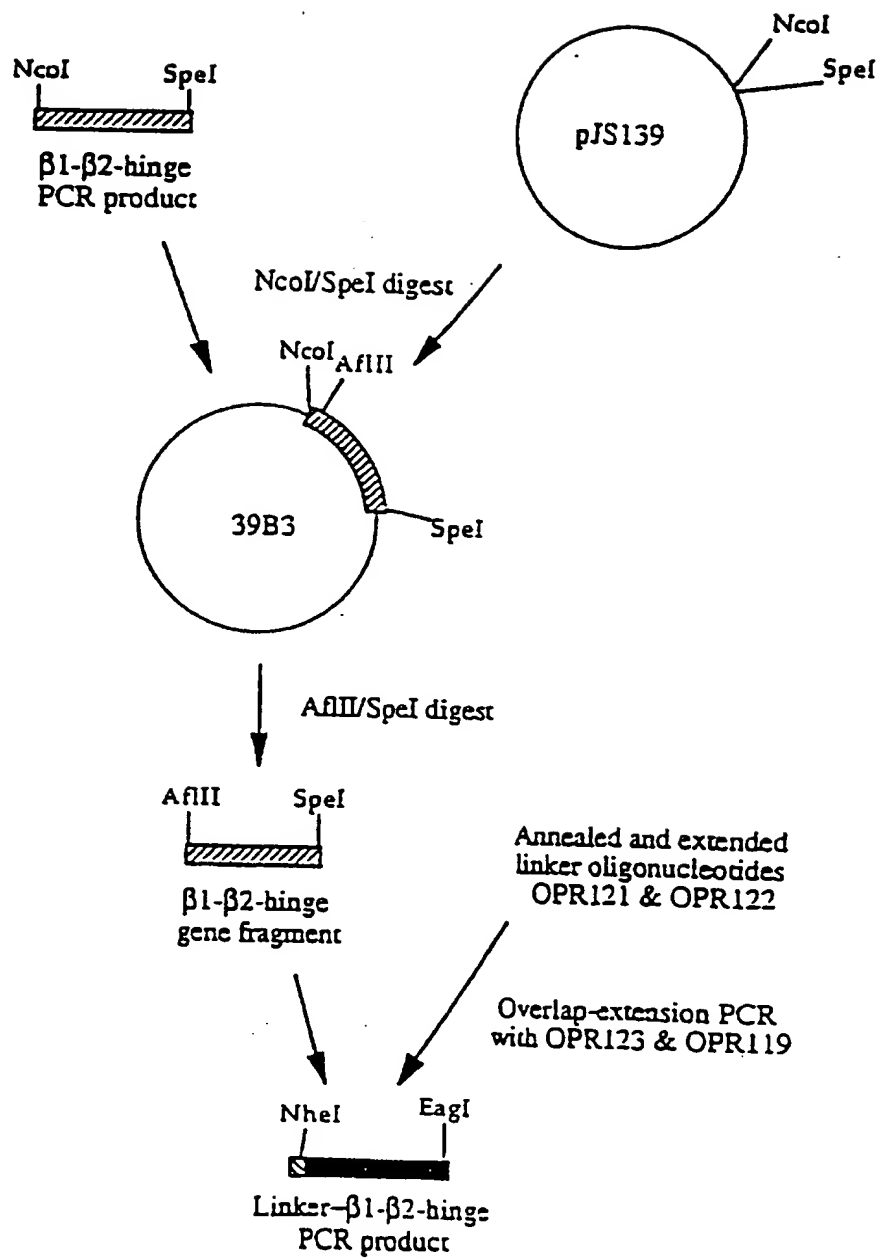 NcoI
SpeI
β1-β2-hinge
PCR product
NcoI
SpeI
pJS139
NcoI/SpeI digest
NcoI
AflII
SpeI
39B3
AflII/SpeI digest
AflII
SpeI
β1-β2-hinge
gene fragment
Annealed and extended
linker oligonucleotides
OPR121 & OPR122
Overlap-extension PCR
with OPR123 & OPR119
NheI
EagI
Linker–β1-β2-hinge
PCR product